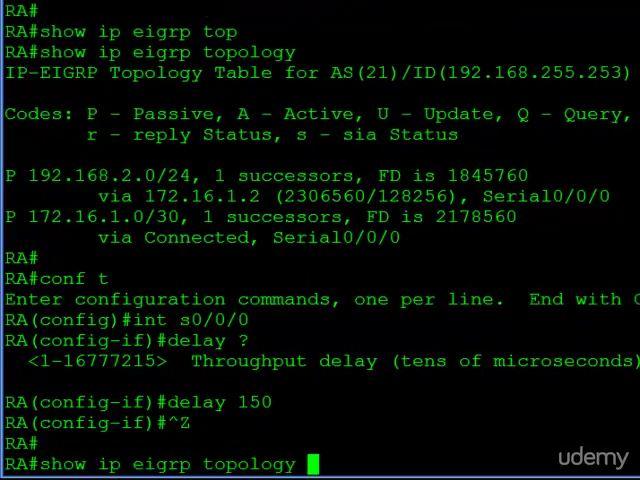 RA#
RA#show ip eigrp top
RA#show ip eigrp topology
IP-EIGRP Topology Table for AS(21)/ID(192.168.255.253)
Codes: P - Passive, A - Active, U - Update, Q - Query,
r - reply Status, s - sia Status
P 192.168.2.0/24, 1 successors, FD is 1845760
via 172.16.1.2 (2306560/128256), Serial0/0/0
P 172.16.1.0/30, 1 successors, FD is 2178560
via Connected, Serial0/0/0
RA#
RA#conf t
Enter configuration commands, one per line.  End with C
RA(config)#int s0/0/0
RA(config-if)#delay ?
<1-16777215>  Throughput delay (tens of microseconds)
RA(config-if)#delay 150
RA(config-if)#^Z
RA#
RA#show ip eigrp topology
udemy